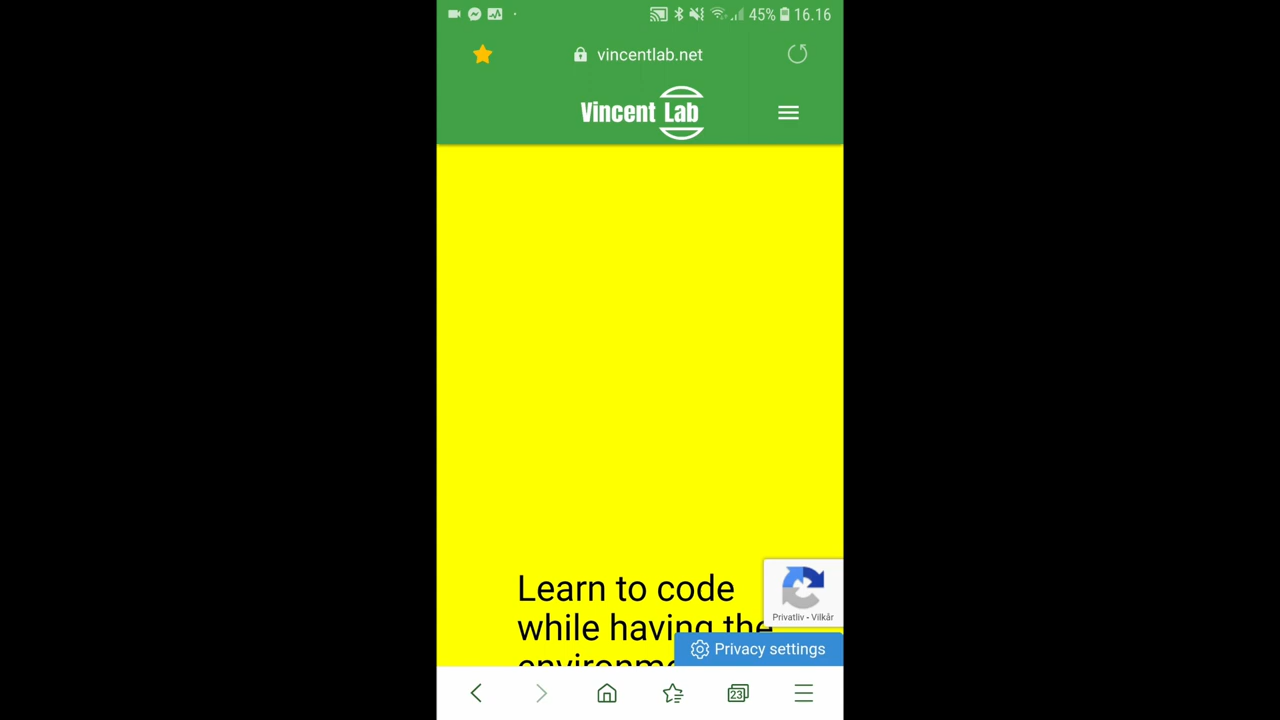 45% 16.16
vincentlab.net
Vincent Lab
Learn to code
while having the
Privatliv - Vilkår
Privacy settings
23